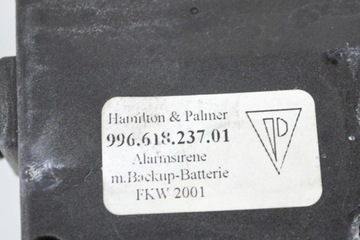 Hamilton & Palmer
996.618.237.01
Alarmsirene
m.Backup-Batterie
FKW 2001